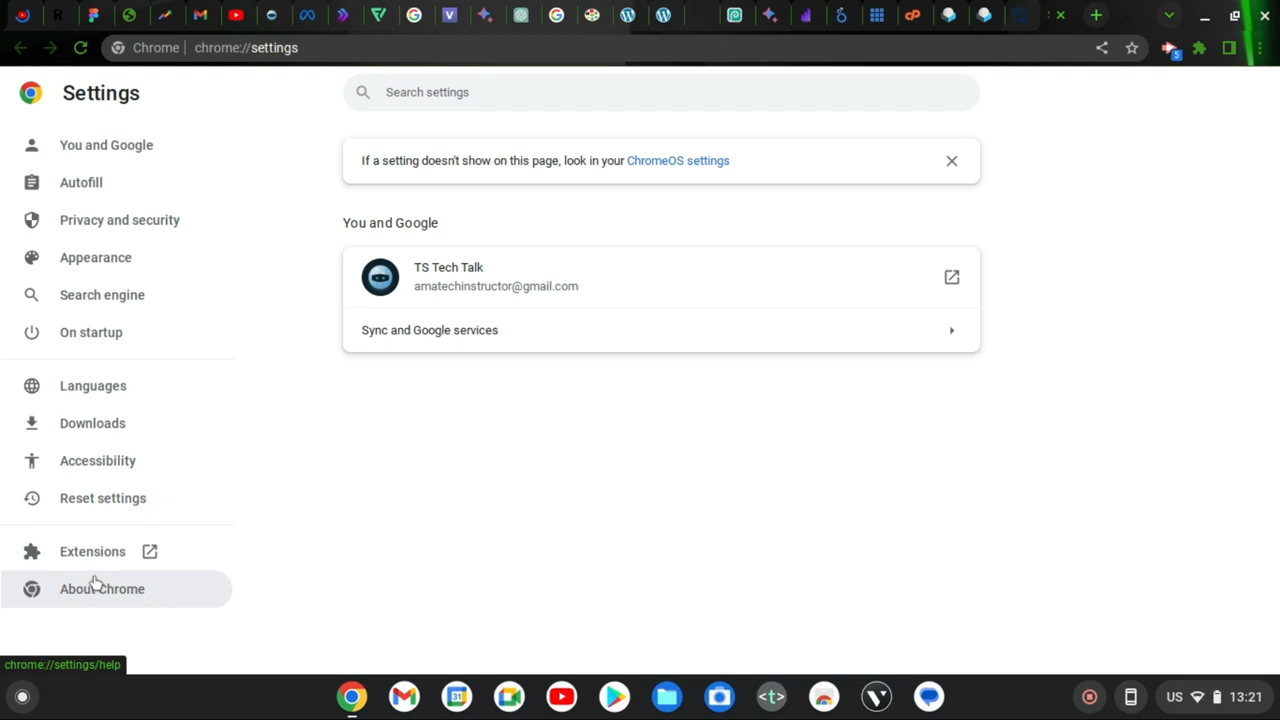 Chrome
chrome://settings
5
Settings
Search settings
You and Google
Autofill
Privacy and security
Appearance
Search engine
On startup
Languages
Downloads
Accessibility
Reset settings
Extensions
About Chrome
If a setting doesn't show on this page, look in your ChromeOS settings
You and Google
TS Tech Talk
amatechinstructor@gmail.com
Sync and Google services
chrome://settings/help
31
<t>
US
13:21